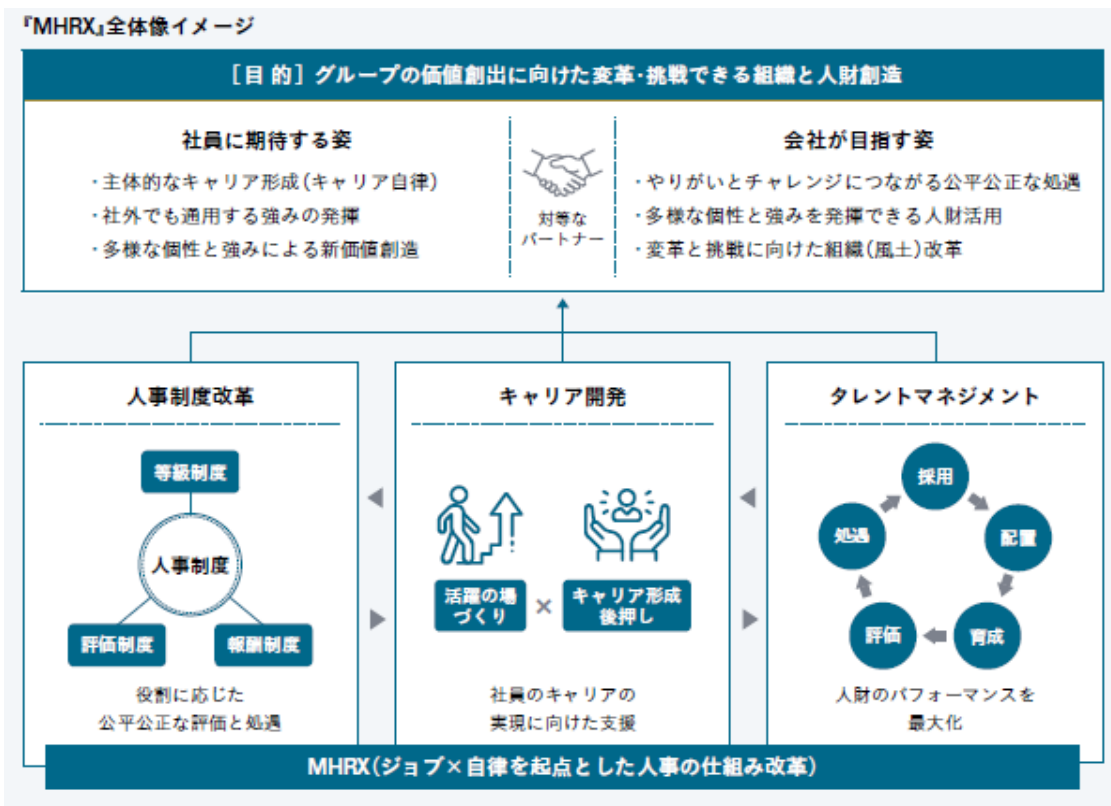 『MHRX』全体像イメージ
［目的］グループの価値創出に向けた変革・挑戦できる組織と人財創造
社員に期待する姿
・主体的なキャリア形成（キャリア自律）
・社外でも通用する強みの発揮
・多様な個性と強みによる新価値創造
対等な
パートナー
会社が目指す姿
・やりがいとチャレンジにつながる公平公正な処遇
・多様な個性と強みを発揮できる人財活用
・変革と挑戦に向けた組織（風土）改革
人事制度改革
等級制度
人事制度
評価制度
報酬制度
役割に応じた
公平公正な評価と処遇
キャリア開発
活躍の場
づくり
×
キャリア形成
後押し
社員のキャリアの
実現に向けた支援
タレントマネジメント
採用
配置
育成
評価
処遇
人財のパフォーマンスを
最大化
MHRX（ジョブ×自律を起点とした人事の仕組み改革）